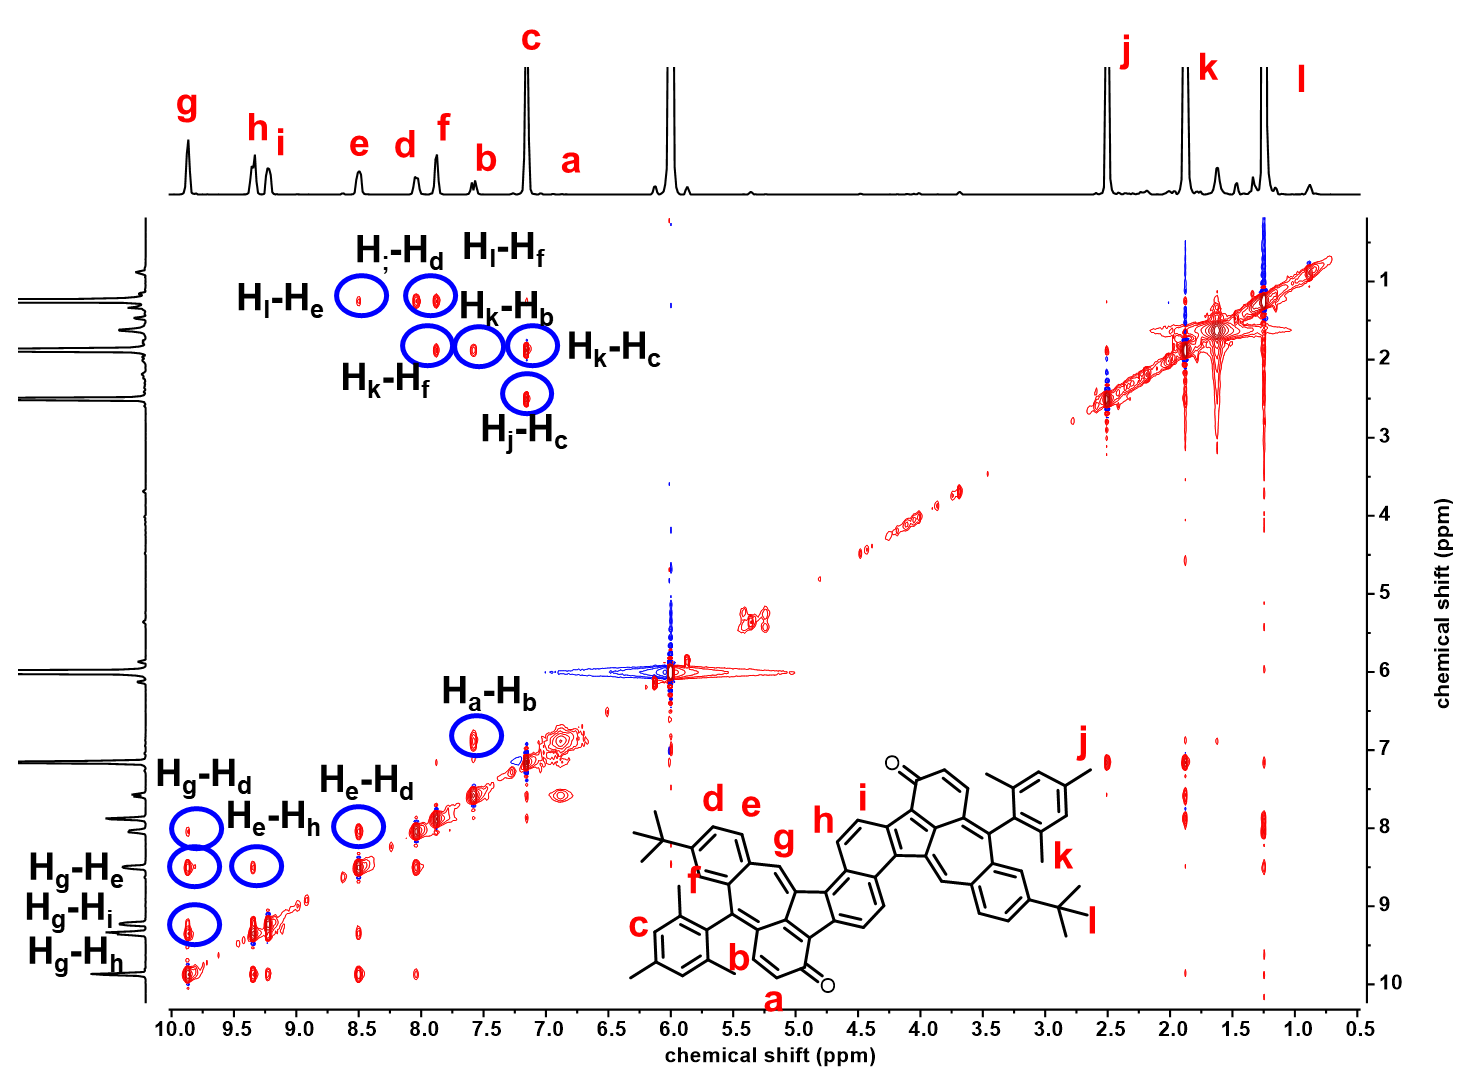 c
j
k
l
g
h
i
e
d
f
b
a
H;-Hd
Hl-Hf
Hl-He
Hk-Hb
Hk-Hc
Hk-Hf
Hj-Hc
Ha-Hb
Hg-Hd
He-Hd
He-Hh
Hg-He
Hg-Hi
Hg-Hh
1
2
3
4
5
6
7
8
9
10
chemical shift (ppm)
O
j
d
e
g
h
i
k
f
l
c
b
a
O
10.0 9.5 9.0 8.5 8.0 7.5 7.0 6.5 6.0 5.5 5.0 4.5 4.0 3.5 3.0 2.5 2.0 1.5 1.0 0.5
chemical shift (ppm)